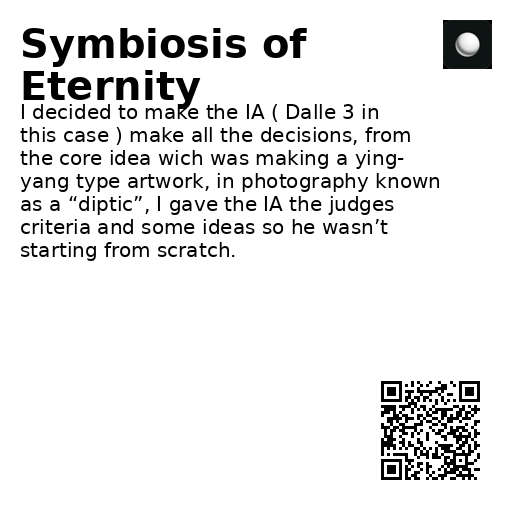 Symbiosis of
Eternity
I decided to make the IA ( Dalle 3 in
this case ) make all the decisions, from
the core idea wich was making a ying-
yang type artwork, in photography known
as a “diptic”, I gave the IA the judges
criteria and some ideas so he wasn’t
starting from scratch.